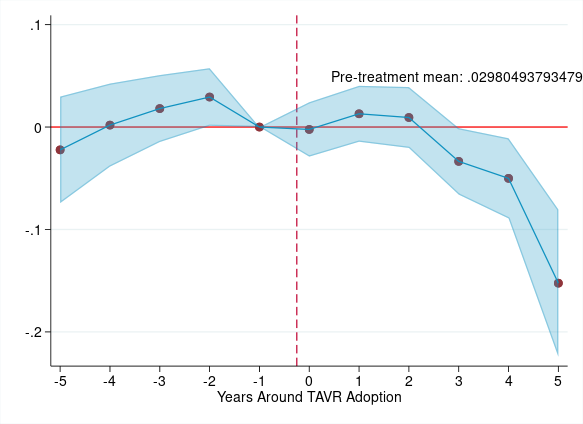 .1
Pre-treatment mean: .02980493793479
0
-.1
-.2
-5 -4 -3 -2 -1 0 1 2 3 4 5
Years Around TAVR Adoption